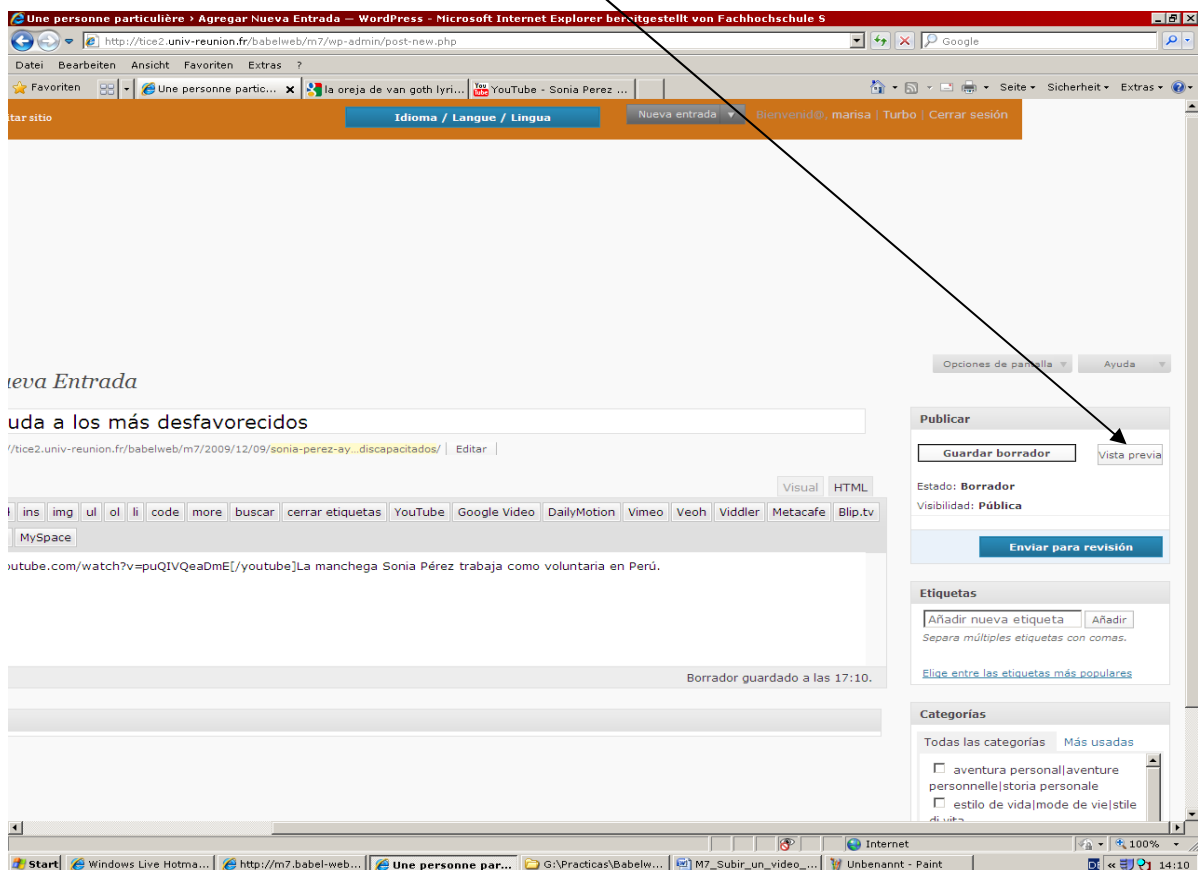 Une personne particulière › Agregar Nueva Entrada — WordPress - Microsoft Internet Explorer bereitgestellt von Fachhochschule S
http://tice2.univ-reunion.fr/babelweb/m7/wp-admin/post-new.php
Google
Datei Bearbeiten Ansicht Favoriten Extras ?
Favoriten
Une personne partic...
la oreja de van goth lyri...
YouTube - Sonia Perez ...
Seite Sicherheit Extras
itar sitio
Idioma / Langue / Lingua
Nueva entrada
Bienvenid@, marisa | Turbo | Cerrar sesión
Opciones de pantalla
Ayuda
ueva Entrada
uda a los más desfavorecidos
//tice2.univ-reunion.fr/babelweb/m7/2009/12/09/sonia-perez-ay...discapacitados/ Editar
Visual HTML
ins img ul ol li code more buscar cerrar etiquetas YouTube Google Video DailyMotion Vimeo Veoh Viddler Metacafe Blip.tv
MySpace
outube.com/watch?v=puQIVQeaDmE[/youtube]La manchega Sonia Pérez trabaja como voluntaria en Perú.
Borrador guardado a las 17:10.
Publicar
Guardar borrador
Vista previa
Estado: Borrador
Visibilidad: Pública
Enviar para revisión
Etiquetas
Añadir nueva etiqueta
Añadir
Separa múltiples etiquetas con comas.
Elige entre las etiquetas más populares
Categorías
Todas las categorías Más usadas
aventura personal|aventure
personnelle|storia personale
estilo de vida|mode de vie|stile
di vita
Internet
100%
Start
Windows Live Hotma...
http://m7.babel-web...
Une personne par...
G:\Practicas\Babelw...
M7_Subir_un_video_...
Unbenannt - Paint
DE
14:10